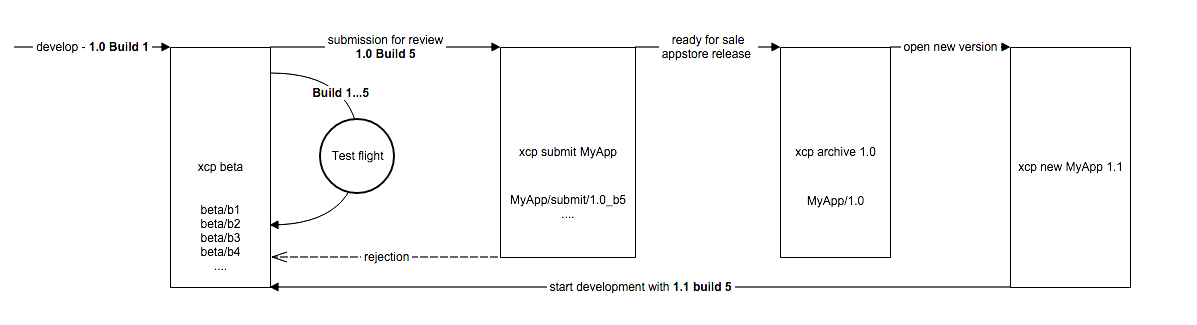 develop - 1.0 Build 1
submission for review
1.0 Build 5
ready for sale
appstore release
open new version
Build 1...5
Test flight
xcp beta
beta/b1
beta/b2
beta/b3
beta/b4
....
xcp submit MyApp
MyApp/submit/1.0_b5
....
xcp archive 1.0
MyApp/1.0
xcp new MyApp 1.1
rejection
start development with 1.1 build 5